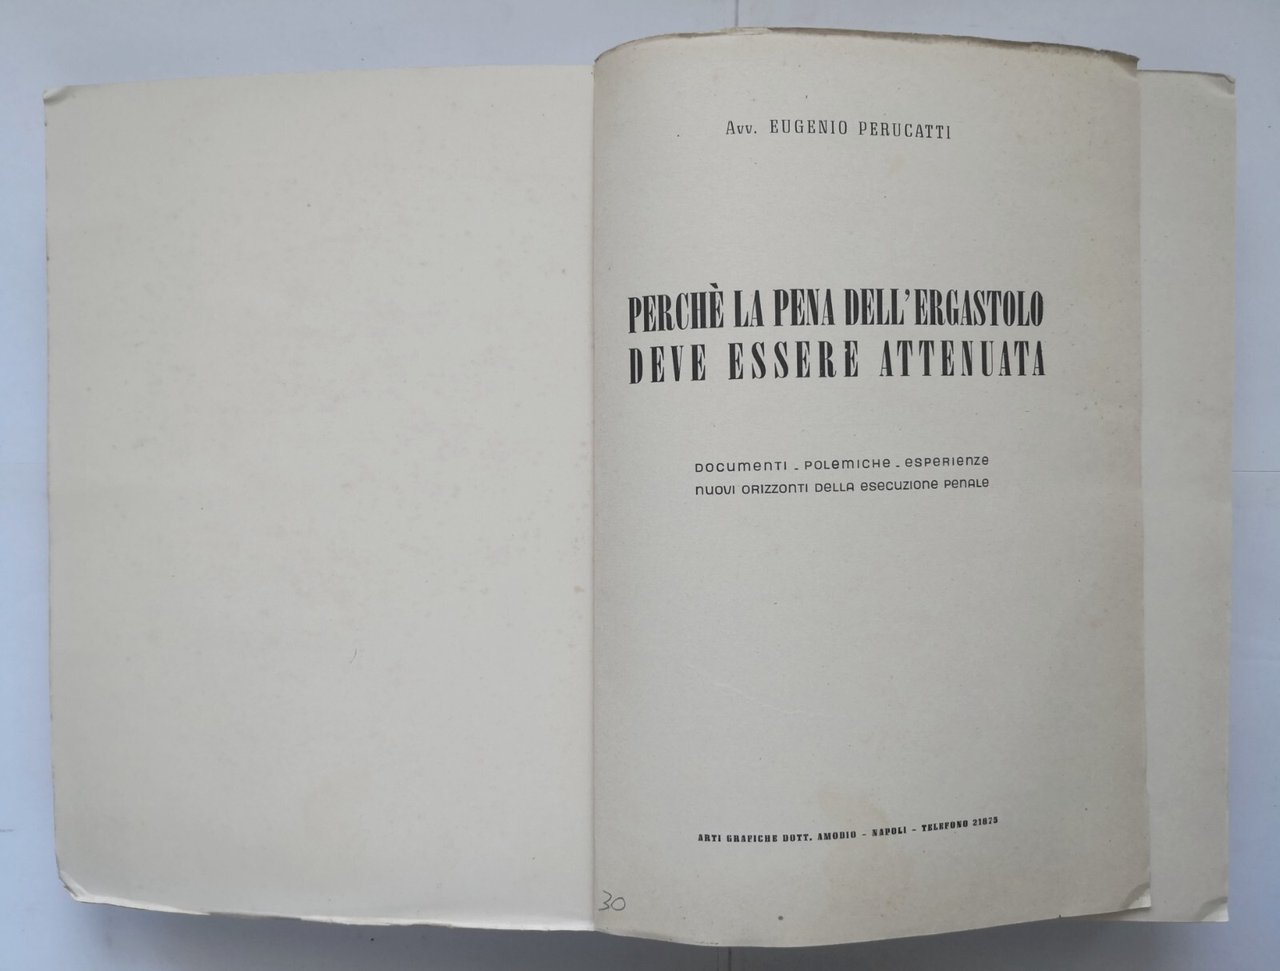 Avv. EUGENIO PERUCATTI
PERCHÈ LA PENA DELL'ERGASTOLO
DEVE ESSERE ATTENUATA
DOCUMENTI - POLEMICHE - ESPERIENZE
NUOVI ORIZZONTI DELLA ESECUZIONE PENALE
ARTI GRAFICHE DOTT. AMODIO - NAPOLI - TELEFONO 21875
30